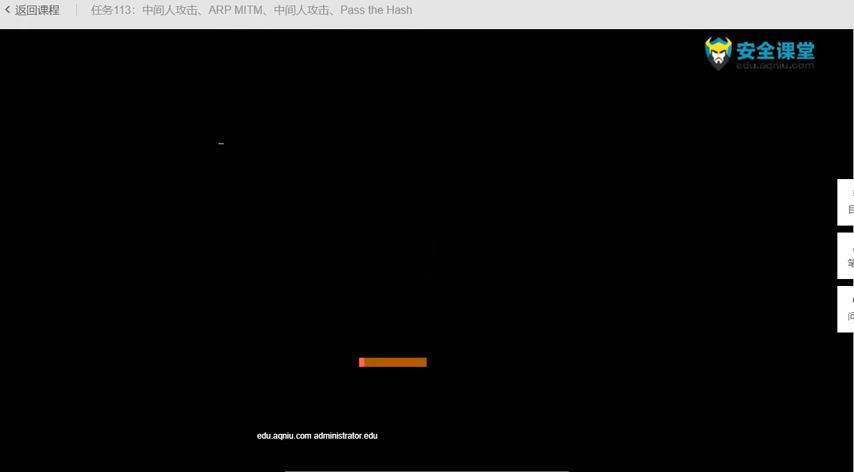 返回课程
任务113：中间人攻击、ARP MITM、中间人攻击、Pass the Hash
安全课堂
edu.aqniu.com
问
edu.aqniu.com administrator.edu